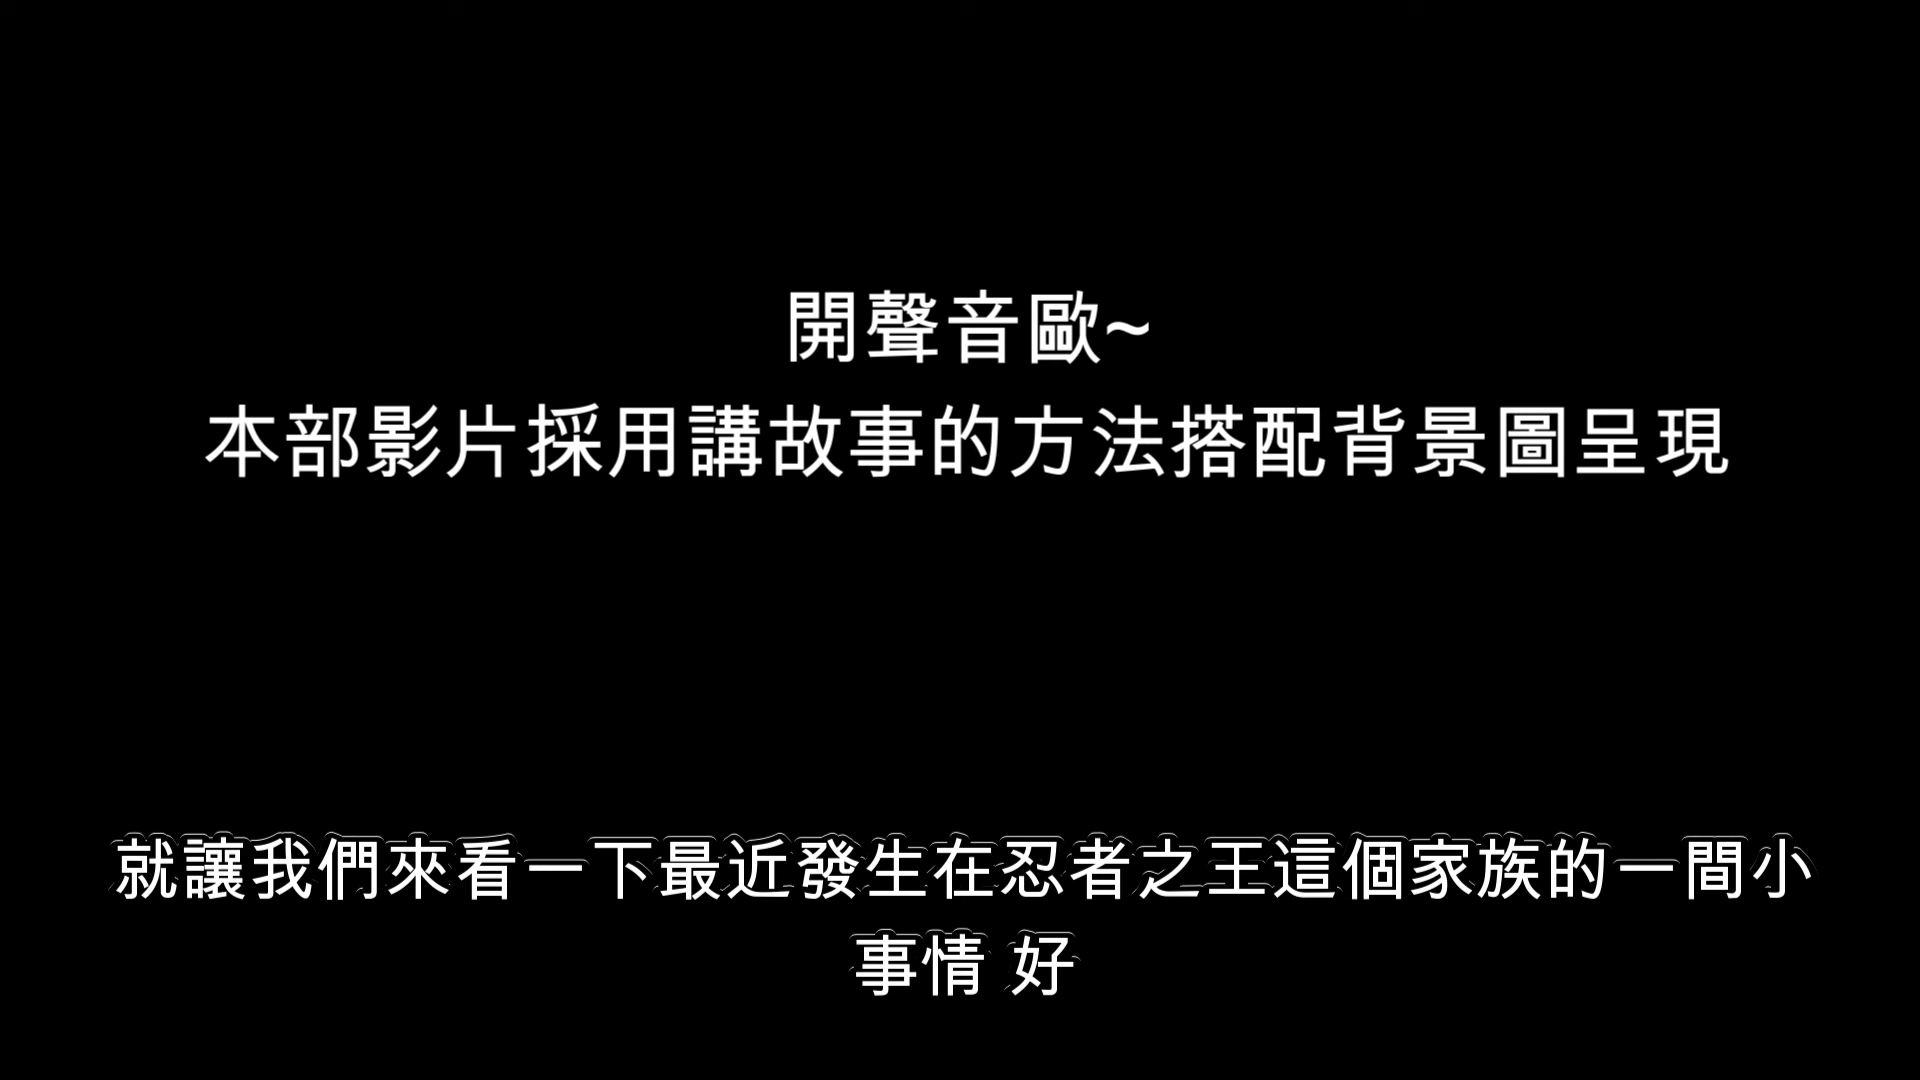 開聲音歐~
本部影片採用講故事的方法搭配背景圖呈現
就讓我們來看一下最近發生在忍者之王這個家族的一間小
事情 好